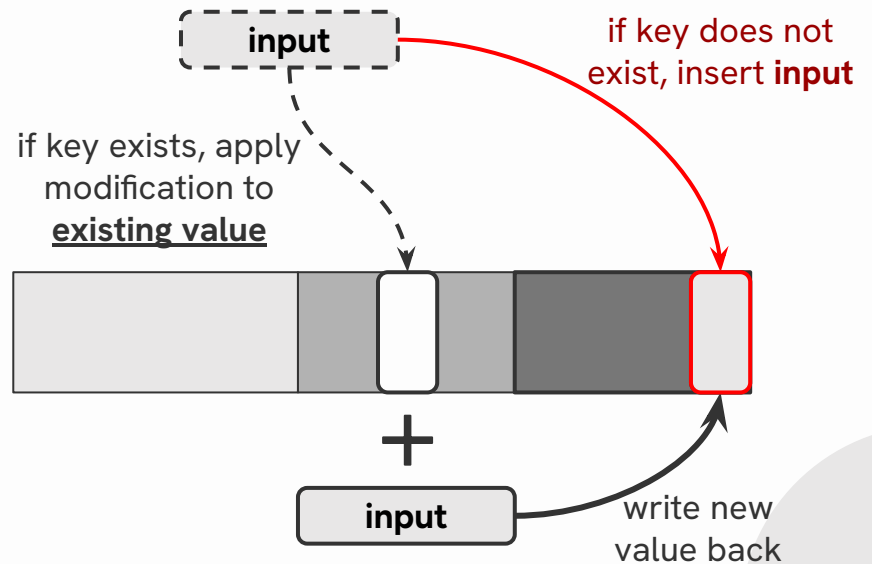 input
if key does not
exist, insert input
if key exists, apply
modification to
existing value
+
input
write new
value back